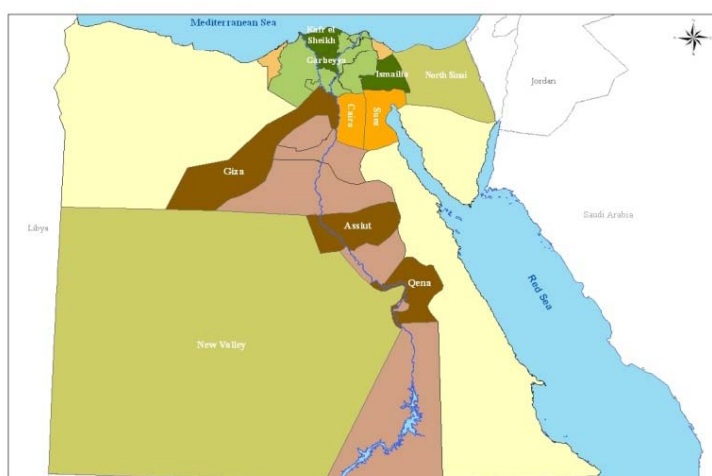 Mediterranean Sea
Kafr el
Sheikh
Garbeyya
Ismailia
North Sinai
Jordan
Cairo
Suez
Giza
Libya
Saudi Arabia
Assiut
Qena
Red Sea
New Valley